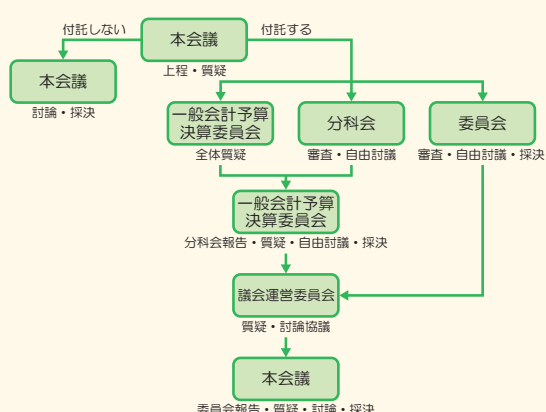 付託しない
本会議
付託する
上程・質疑
本会議
討論・採決
一般会計予算
決算委員会
全体質疑
分科会
審査・自由討議
委員会
審査・自由討議・採決
一般会計予算
決算委員会
分科会報告・質疑・自由討議・採決
議会運営委員会
質疑・討論協議
本会議
委員会報告・質疑・討論・採決